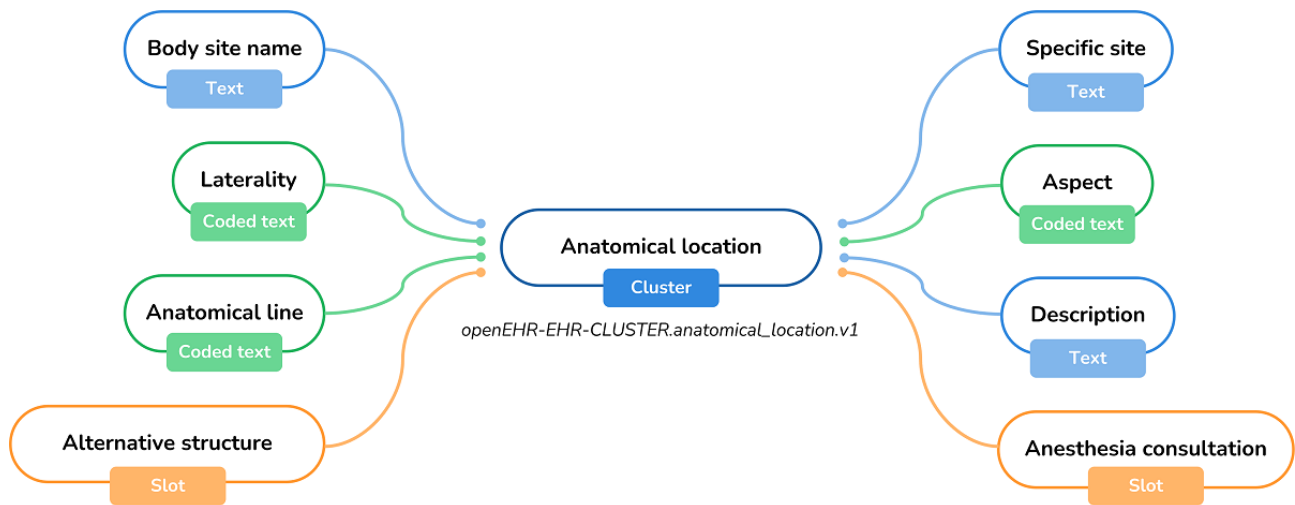 Body site name
Text
Laterality
Coded text
Anatomical line
Coded text
Alternative structure
Slot
Anatomical location
Cluster
openEHR-EHR-CLUSTER.anatomical_location.v1
Specific site
Text
Aspect
Coded text
Description
Text
Anesthesia consultation
Slot